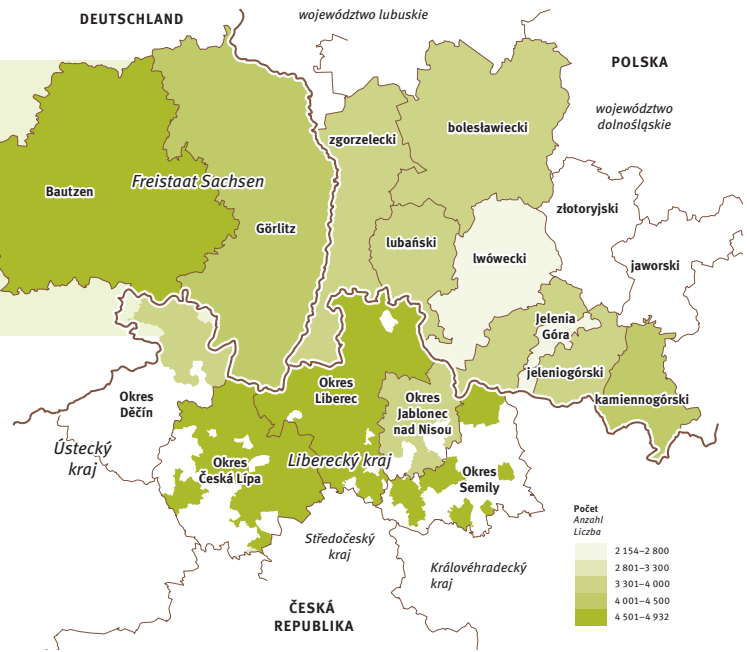 DEUTSCHLAND
województwo lubuskie
POLSKA
województwo
dolnośląskie
zgorzelecki
bolesławiecki
Bautzen
Freistaat Sachsen
Görlitz
lubański
lwówecki
złotoryjski
jaworski
Jelenia
Góra
jeleniogórski
kamiennogórski
Okres
Děčín
Okres
Liberec
Okres
Jablonec
nad Nisou
Ústecký
kraj
Liberecký kraj
Okres
Česká Lípa
Okres
Semily
Středočeský
kraj
Královéhradecký
kraj
ČESKÁ
REPUBLIKA
Počet
Anzahl
Liczba
2 154–2 800
2 801–3 300
3 301–4 000
4 001–4 500
4 501–4 932